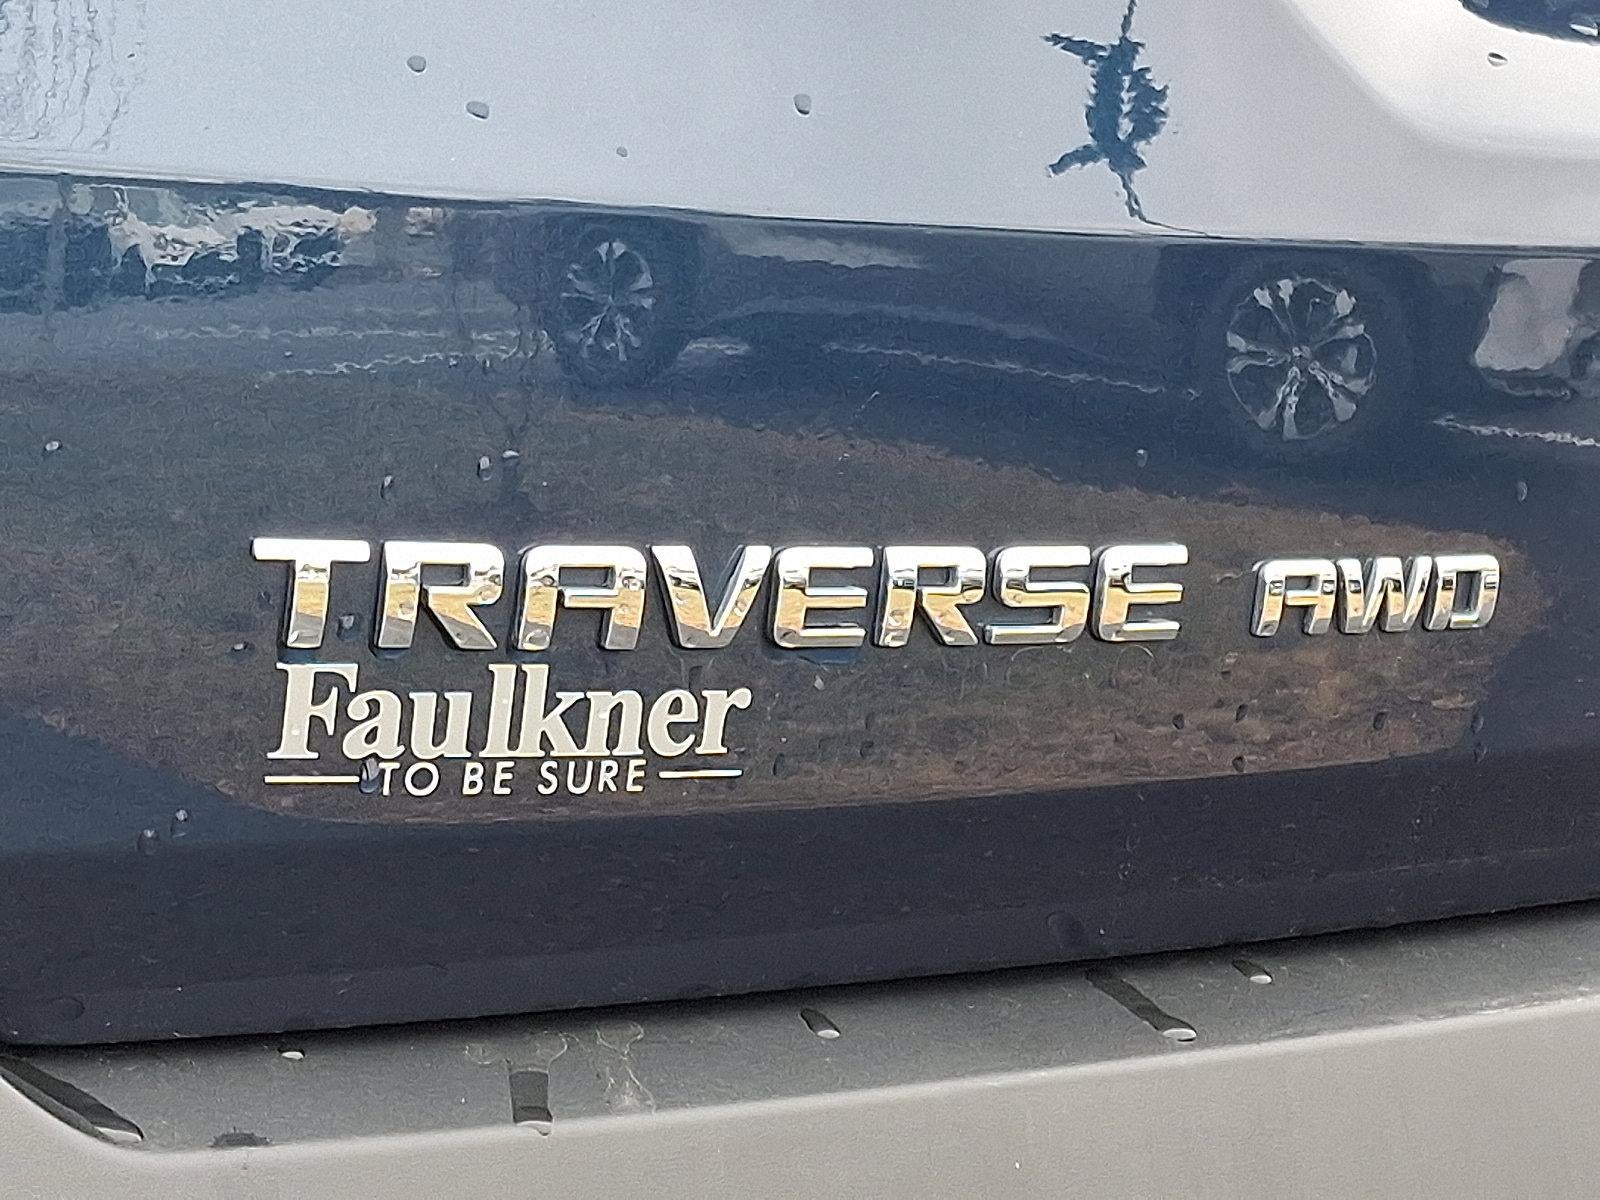 TRAVERSE AWD
Faulkner
TO BE SURE